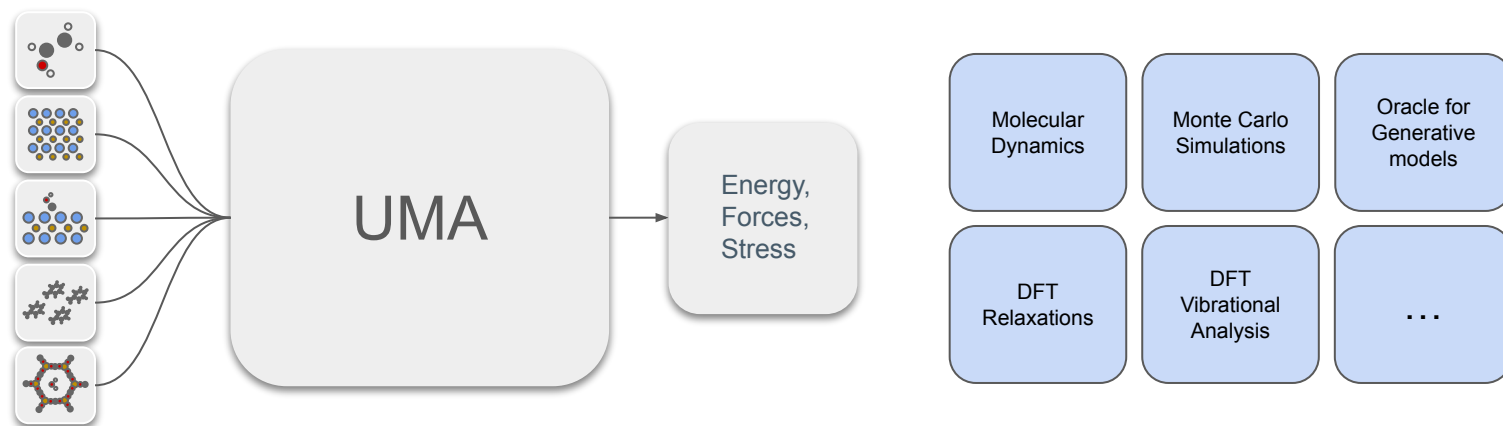 UMA
Energy,
Forces,
Stress
Molecular
Dynamics
Monte Carlo
Simulations
Oracle for
Generative
models
DFT
Relaxations
DFT
Vibrational
Analysis
...